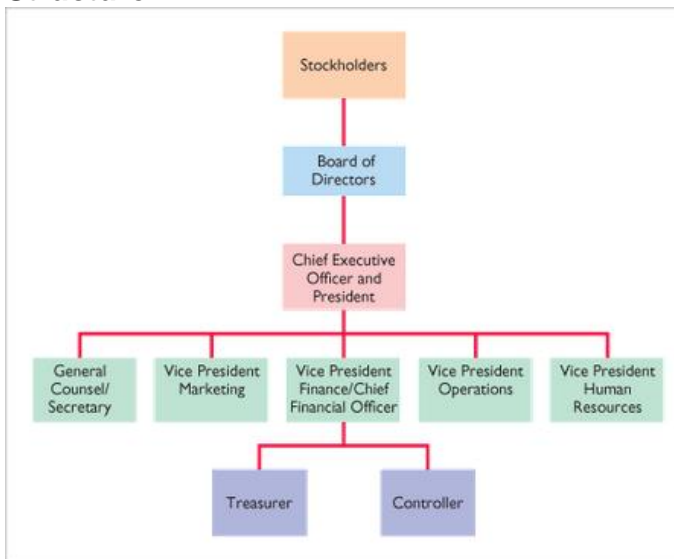 Stockholders
Board of
Directors
Chief Executive
Officer and
President
General
Counsel/
Secretary
Vice President
Marketing
Vice President
Finance/Chief
Financial Officer
Vice President
Operations
Vice President
Human
Resources
Treasurer
Controller